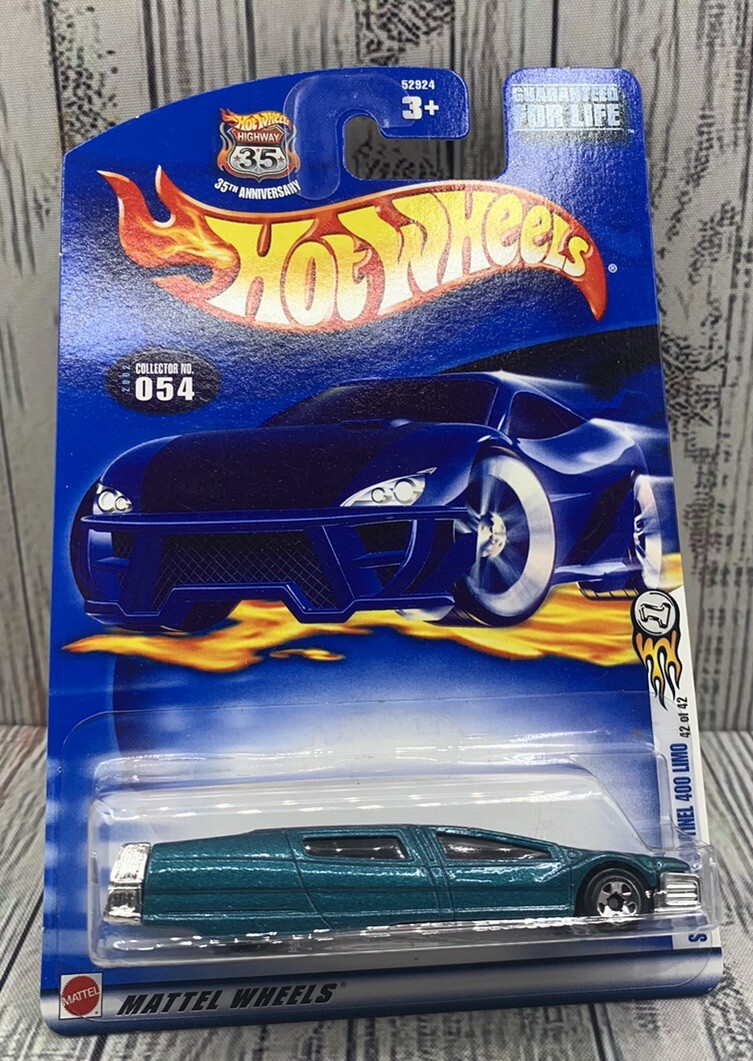 52924
3+
GUARANTEED
FOR LIFE
HOT WHEELS
HIGHWAY
35
35TH ANNIVERSARY
HOT WHEELS®
2002
COLLECTOR NO.
054
1
42 of 42
400 LIMO
MATTEL
MATTEL WHEELS®